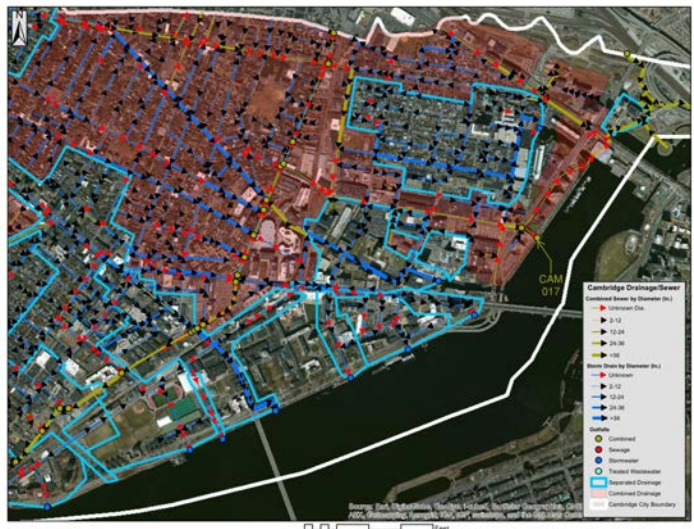 CAM
017
Cambridge Drainage/Sewer
Combined Sewer by Diameter (In.)
Unknown Dia.
2-12
12-24
24-36
>36
Storm Drain by Diameter (In.)
Unknown
2-12
12-24
24-36
>36
Outfalls
Combined
Sewage
Stormwater
Treated Wastewater
Separated Drainage
Combined Drainage
Cambridge City Boundary
Feet